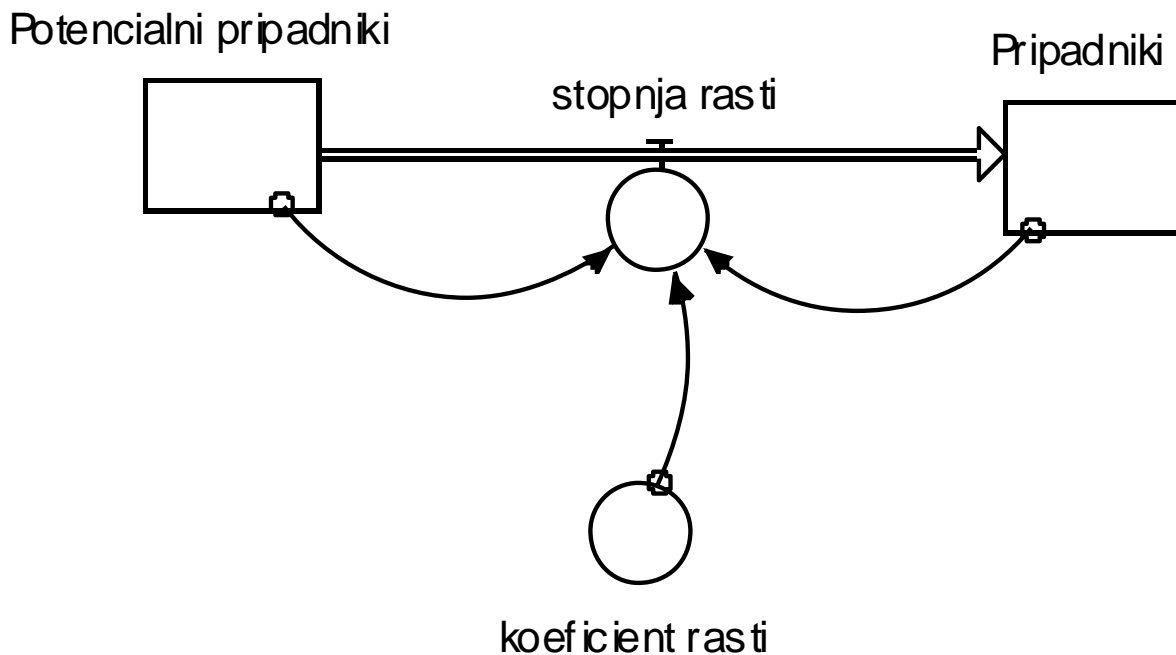 Potencialni pripadniki
Pripadniki
stopnja rasti
koeficient rasti